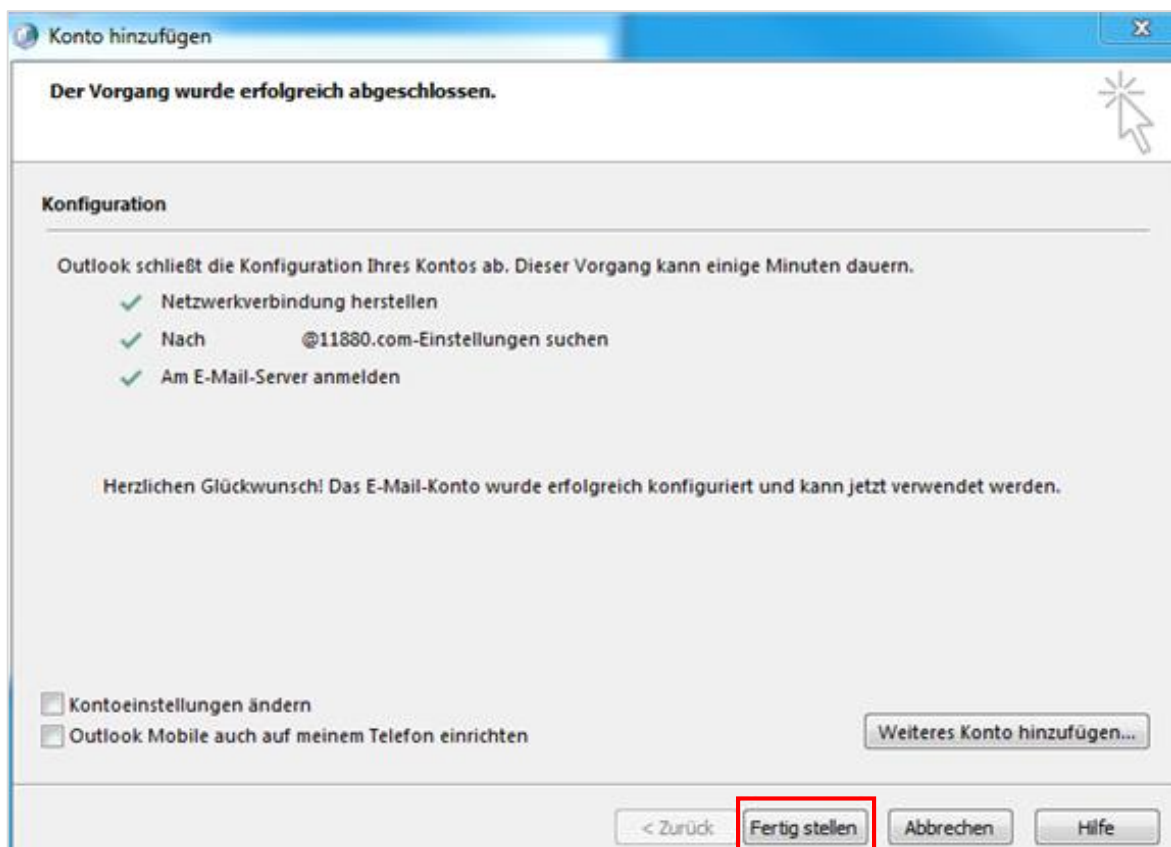 Konto hinzufügen
Der Vorgang wurde erfolgreich abgeschlossen.
Konfiguration
Outlook schließt die Konfiguration Ihres Kontos ab. Dieser Vorgang kann einige Minuten dauern.
Netzwerkverbindung herstellen
Nach @11880.com-Einstellungen suchen
Am E-Mail-Server anmelden
Herzlichen Glückwunsch! Das E-Mail-Konto wurde erfolgreich konfiguriert und kann jetzt verwendet werden.
Kontoeinstellungen ändern
Outlook Mobile auch auf meinem Telefon einrichten
Weiteres Konto hinzufügen...
< Zurück Fertig stellen Abbrechen Hilfe